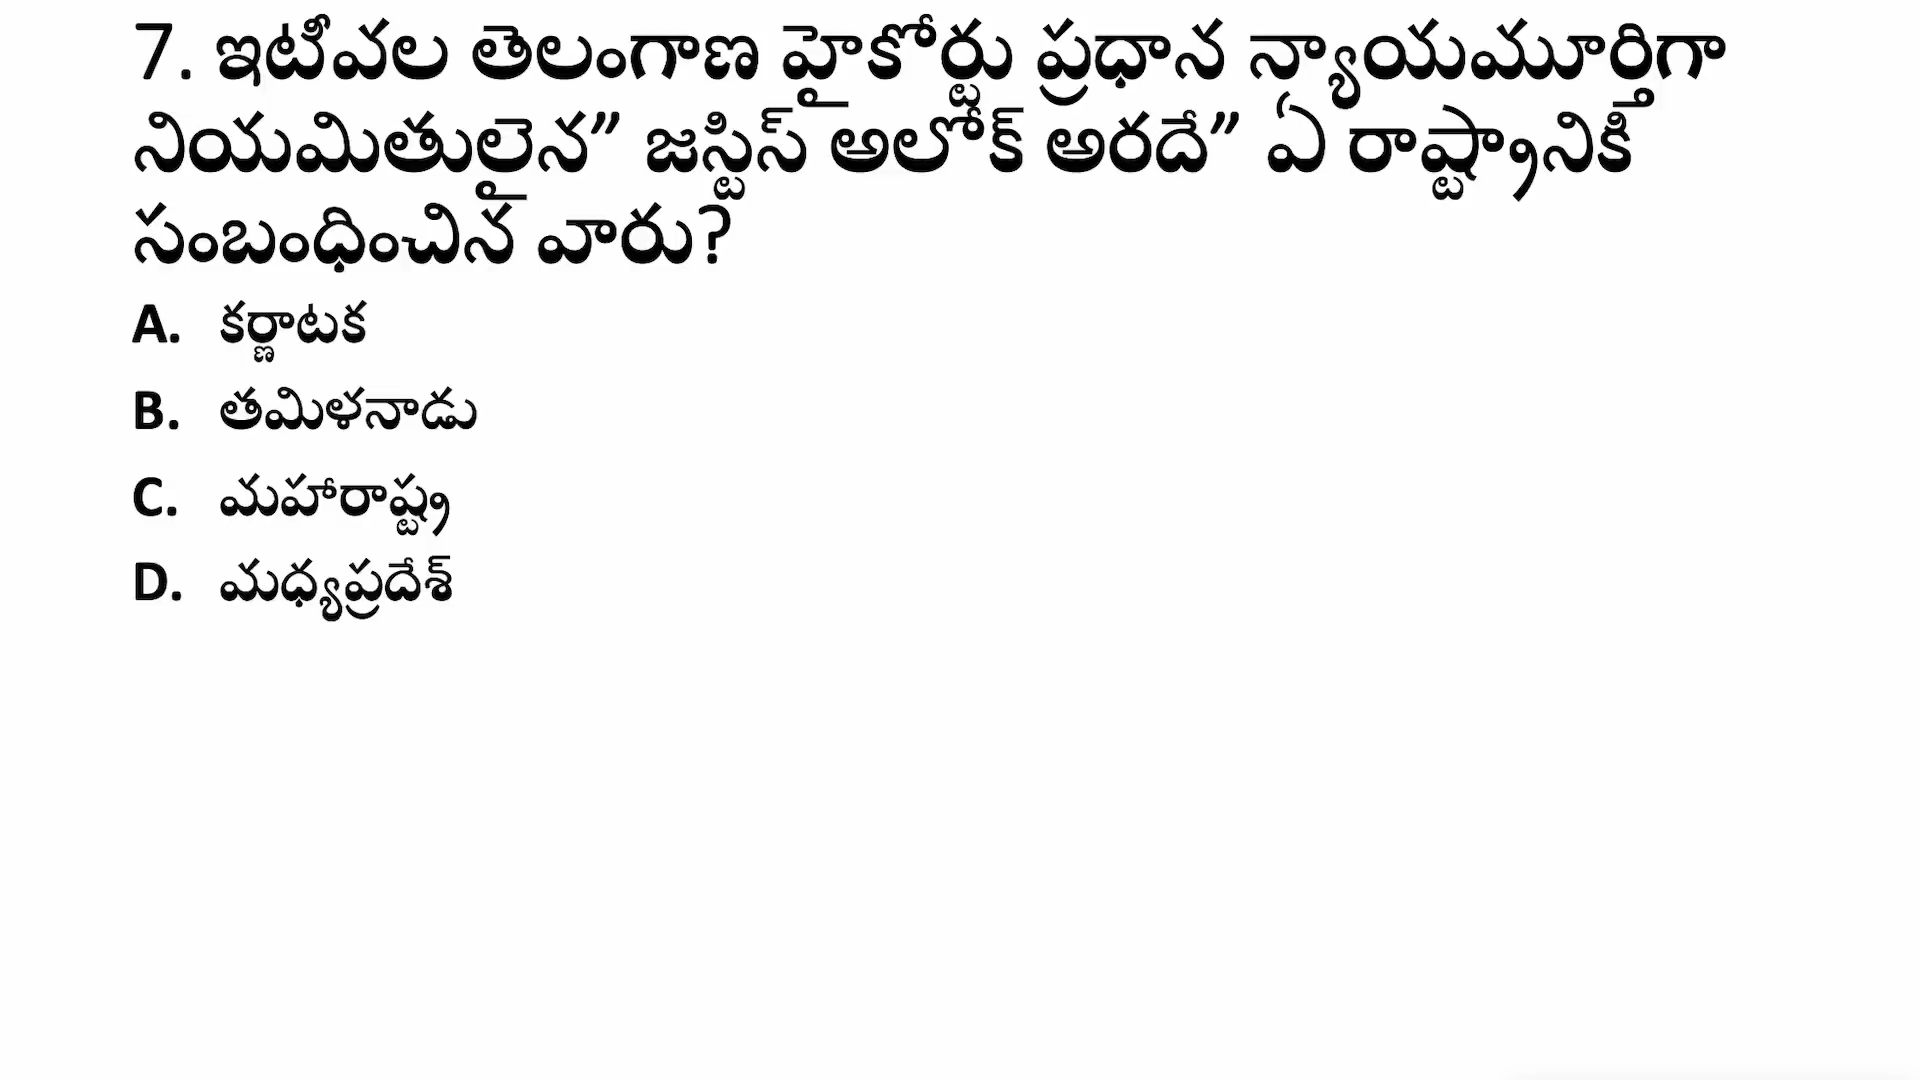 7. ఇటీవల తెలంగాణ హైకోర్టు ప్రధాన న్యాయమూర్తిగా
నియమితులైన” జస్టిస్ అలోక్ అరదే” ఏ రాష్ట్రానికి
సంబంధించిన వారు?
A. కర్ణాటక
B. తమిళనాడు
C. మహారాష్ట్ర
D. మధ్యప్రదేశ్